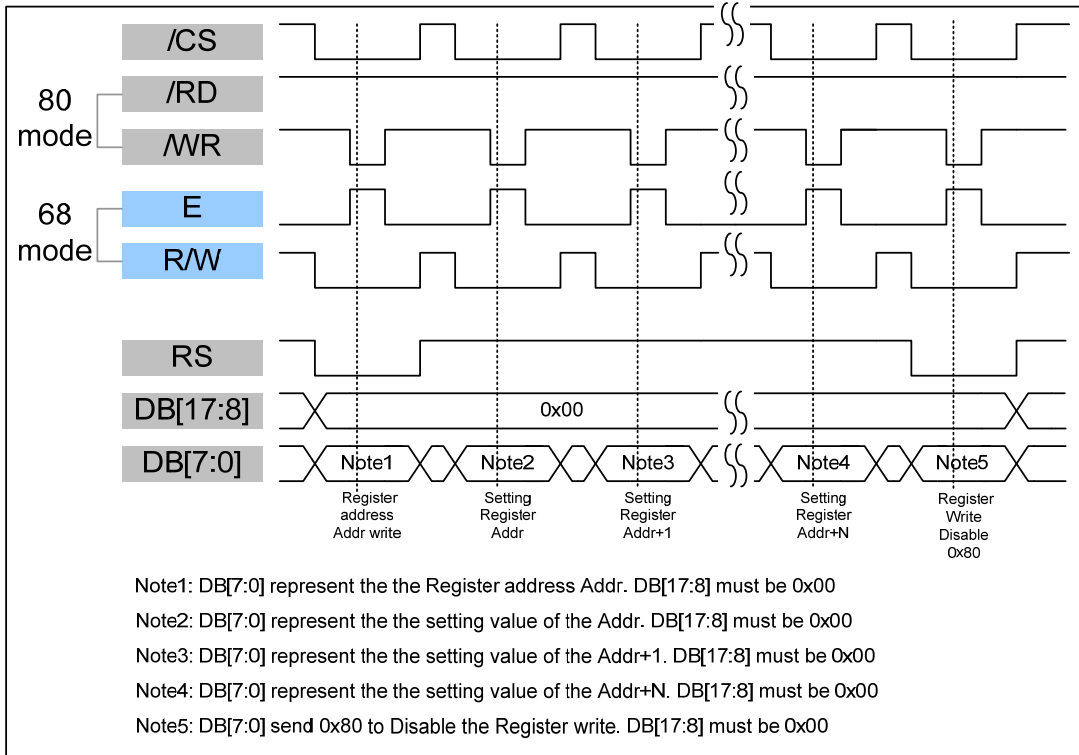 /CS
80
mode
/RD
/WR
68
mode
E
R/W
RS
DB[17:8]
0x00
DB[7:0]
Note1
Note2
Note3
Note4
Note5
Register
address
Addr write
Setting
Register
Addr
Setting
Register
Addr+1
Setting
Register
Addr+N
Register
Write
Disable
0x80
Note1: DB[7:0] represent the the Register address Addr. DB[17:8] must be 0x00
Note2: DB[7:0] represent the the setting value of the Addr. DB[17:8] must be 0x00
Note3: DB[7:0] represent the the setting value of the Addr+1. DB[17:8] must be 0x00
Note4: DB[7:0] represent the the setting value of the Addr+N. DB[17:8] must be 0x00
Note5: DB[7:0] send 0x80 to Disable the Register write. DB[17:8] must be 0x00